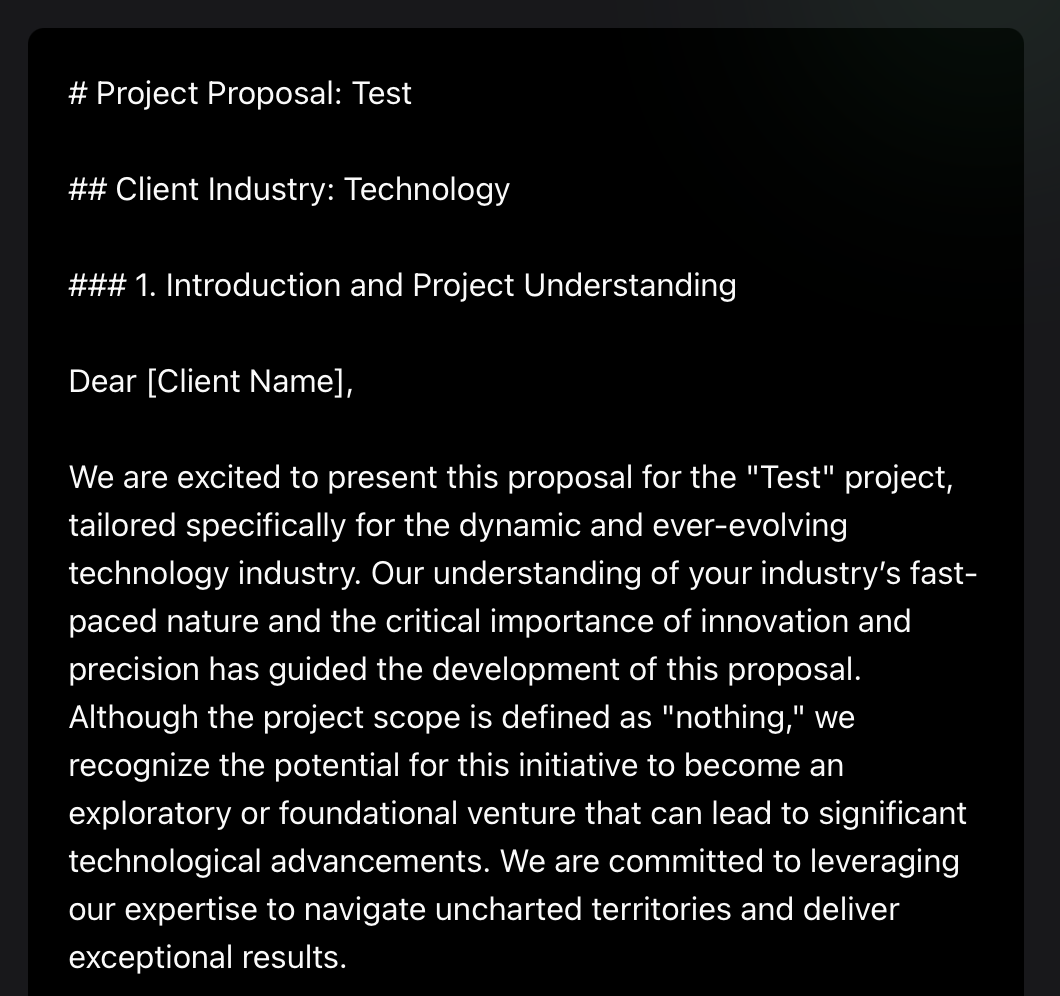 # Project Proposal: Test
## Client Industry: Technology
### 1. Introduction and Project Understanding
Dear [Client Name],
We are excited to present this proposal for the "Test" project,
tailored specifically for the dynamic and ever-evolving
technology industry. Our understanding of your industry’s fast-
paced nature and the critical importance of innovation and
precision has guided the development of this proposal.
Although the project scope is defined as "nothing," we
recognize the potential for this initiative to become an
exploratory or foundational venture that can lead to significant
technological advancements. We are committed to leveraging
our expertise to navigate uncharted territories and deliver
exceptional results.